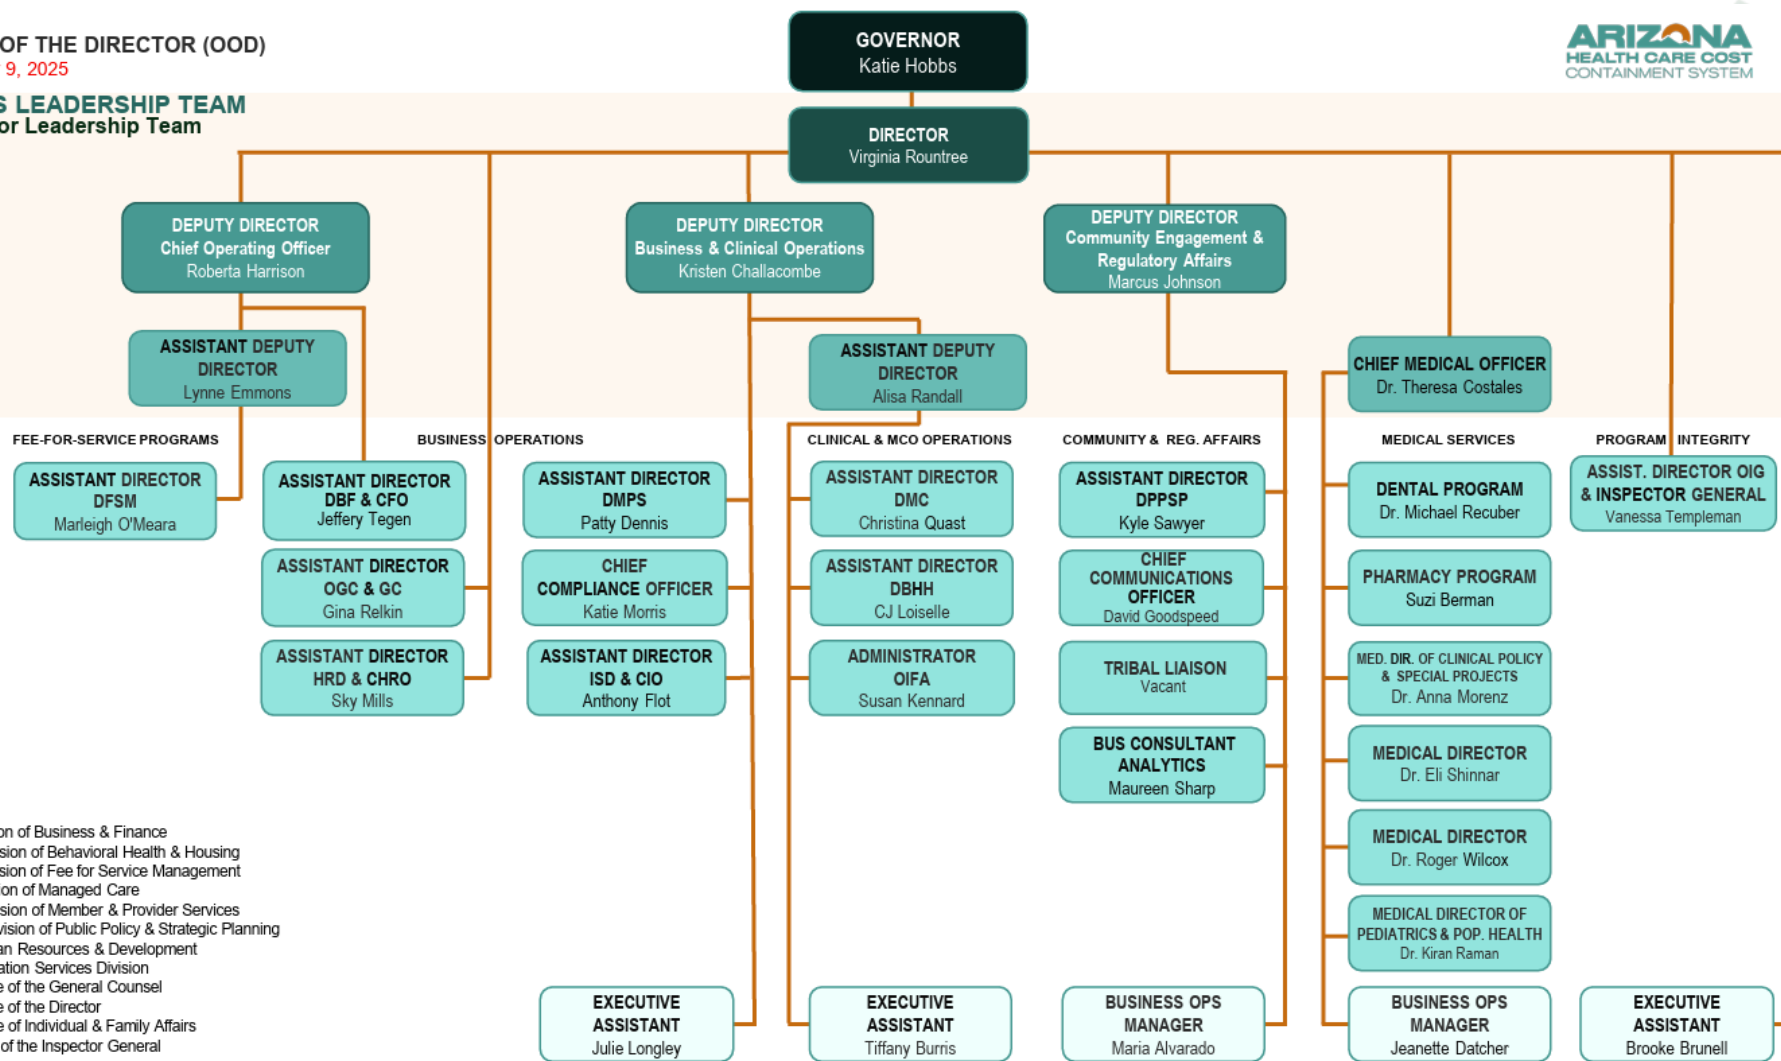 OF THE DIRECTOR (OOD)
9, 2025
S LEADERSHIP TEAM
or Leadership Team
GOVERNOR
Katie Hobbs
ARIZONA
HEALTH CARE COST
CONTAINMENT SYSTEM
DIRECTOR
Virginia Rountree
DEPUTY DIRECTOR
Chief Operating Officer
Roberta Harrison
DEPUTY DIRECTOR
Business & Clinical Operations
Kristen Challacombe
DEPUTY DIRECTOR
Community Engagement &
Regulatory Affairs
Marcus Johnson
ASSISTANT DEPUTY
DIRECTOR
Lynne Emmons
ASSISTANT DEPUTY
DIRECTOR
Alisa Randall
CHIEF MEDICAL OFFICER
Dr. Theresa Costales
FEE-FOR-SERVICE PROGRAMS
BUSINESS OPERATIONS
CLINICAL & MCO OPERATIONS
COMMUNITY & REG. AFFAIRS
MEDICAL SERVICES
PROGRAM INTEGRITY
ASSISTANT DIRECTOR
DFSM
Marleigh O'Meara
ASSISTANT DIRECTOR
DBF & CFO
Jeffery Tegen
ASSISTANT DIRECTOR
OGC & GC
Gina Relkin
ASSISTANT DIRECTOR
HRD & CHRO
Sky Mills
ASSISTANT DIRECTOR
DMPS
Patty Dennis
CHIEF
COMPLIANCE OFFICER
Katie Morris
ASSISTANT DIRECTOR
ISD & CIO
Anthony Flot
ASSISTANT DIRECTOR
DMC
Christina Quast
ASSISTANT DIRECTOR
DBHH
CJ Loiselle
ADMINISTRATOR
OIFA
Susan Kennard
ASSISTANT DIRECTOR
DPPSP
Kyle Sawyer
CHIEF
COMMUNICATIONS
OFFICER
David Goodspeed
TRIBAL LIAISON
Vacant
BUS CONSULTANT
ANALYTICS
Maureen Sharp
DENTAL PROGRAM
Dr. Michael Recuber
PHARMACY PROGRAM
Suzi Berman
MED. DIR. OF CLINICAL POLICY
& SPECIAL PROJECTS
Dr. Anna Morenz
MEDICAL DIRECTOR
Dr. Eli Shinnar
MEDICAL DIRECTOR
Dr. Roger Wilcox
MEDICAL DIRECTOR OF
PEDIATRICS & POP. HEALTH
Dr. Kiran Raman
ASSIST. DIRECTOR OIG
& INSPECTOR GENERAL
Vanessa Templeman
on of Business & Finance
sion of Behavioral Health & Housing
sion of Fee for Service Management
ion of Managed Care
sion of Member & Provider Services
vision of Public Policy & Strategic Planning
an Resources & Development
ation Services Division
e of the General Counsel
e of the Director
e of Individual & Family Affairs
of the Inspector General
EXECUTIVE
ASSISTANT
Julie Longley
EXECUTIVE
ASSISTANT
Tiffany Burris
BUSINESS OPS
MANAGER
Maria Alvarado
BUSINESS OPS
MANAGER
Jeanette Datcher
EXECUTIVE
ASSISTANT
Brooke Brunell